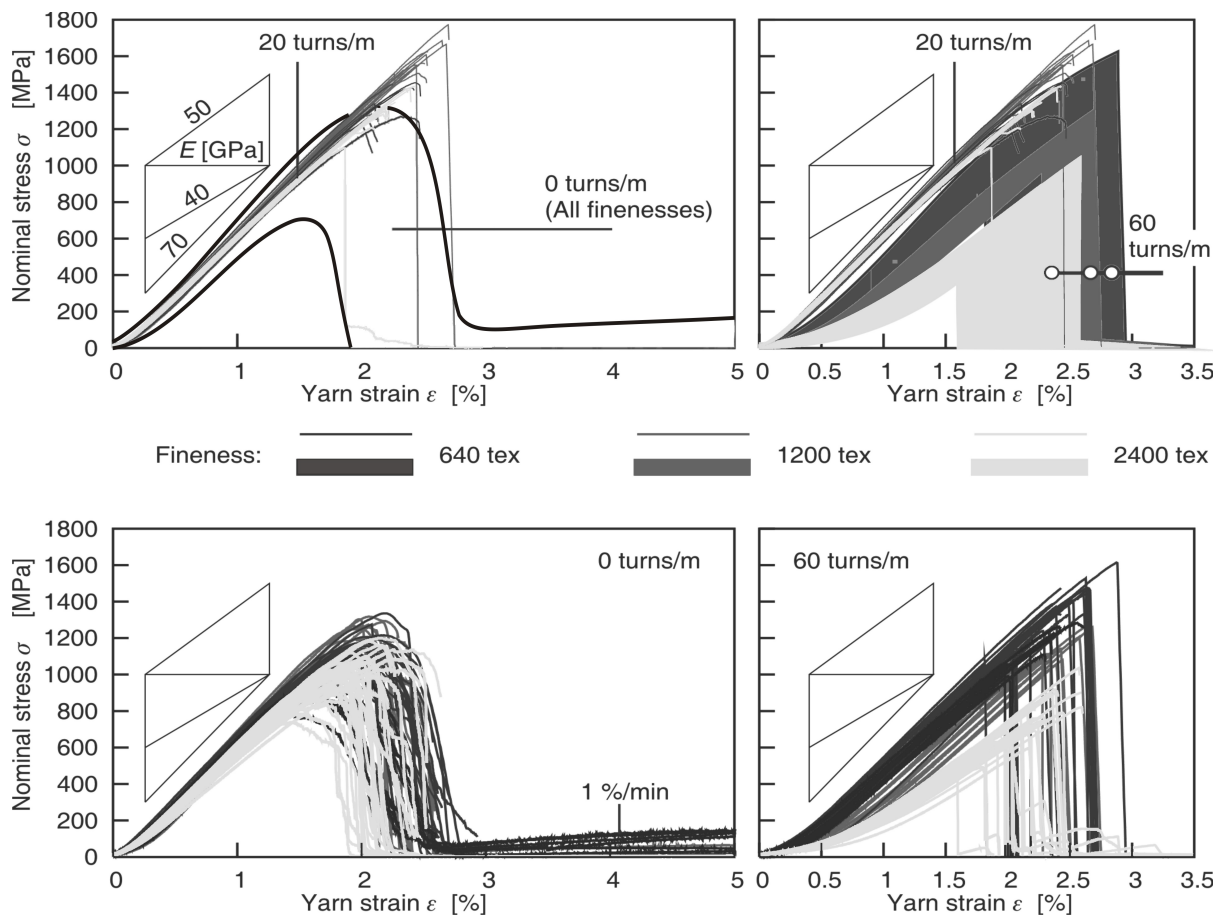 1800
1600
1400
1200
1000
800
600
400
200
0
Nominal stress σ [MPa]
20 turns/m
50
E [GPa]
40
70
0 turns/m
(All finenesses)
0 1 2 3 4 5
Yarn strain ε [%]
20 turns/m
60
turns/m
0 0.5 1 1.5 2 2.5 3 3.5
Yarn strain ε [%]
Fineness: 640 tex 1200 tex 2400 tex
1800
1600
1400
1200
1000
800
600
400
200
0
Nominal stress σ [MPa]
0 turns/m
1 %/min
0 1 2 3 4 5
Yarn strain ε [%]
60 turns/m
0 0.5 1 1.5 2 2.5 3 3.5
Yarn strain ε [%]